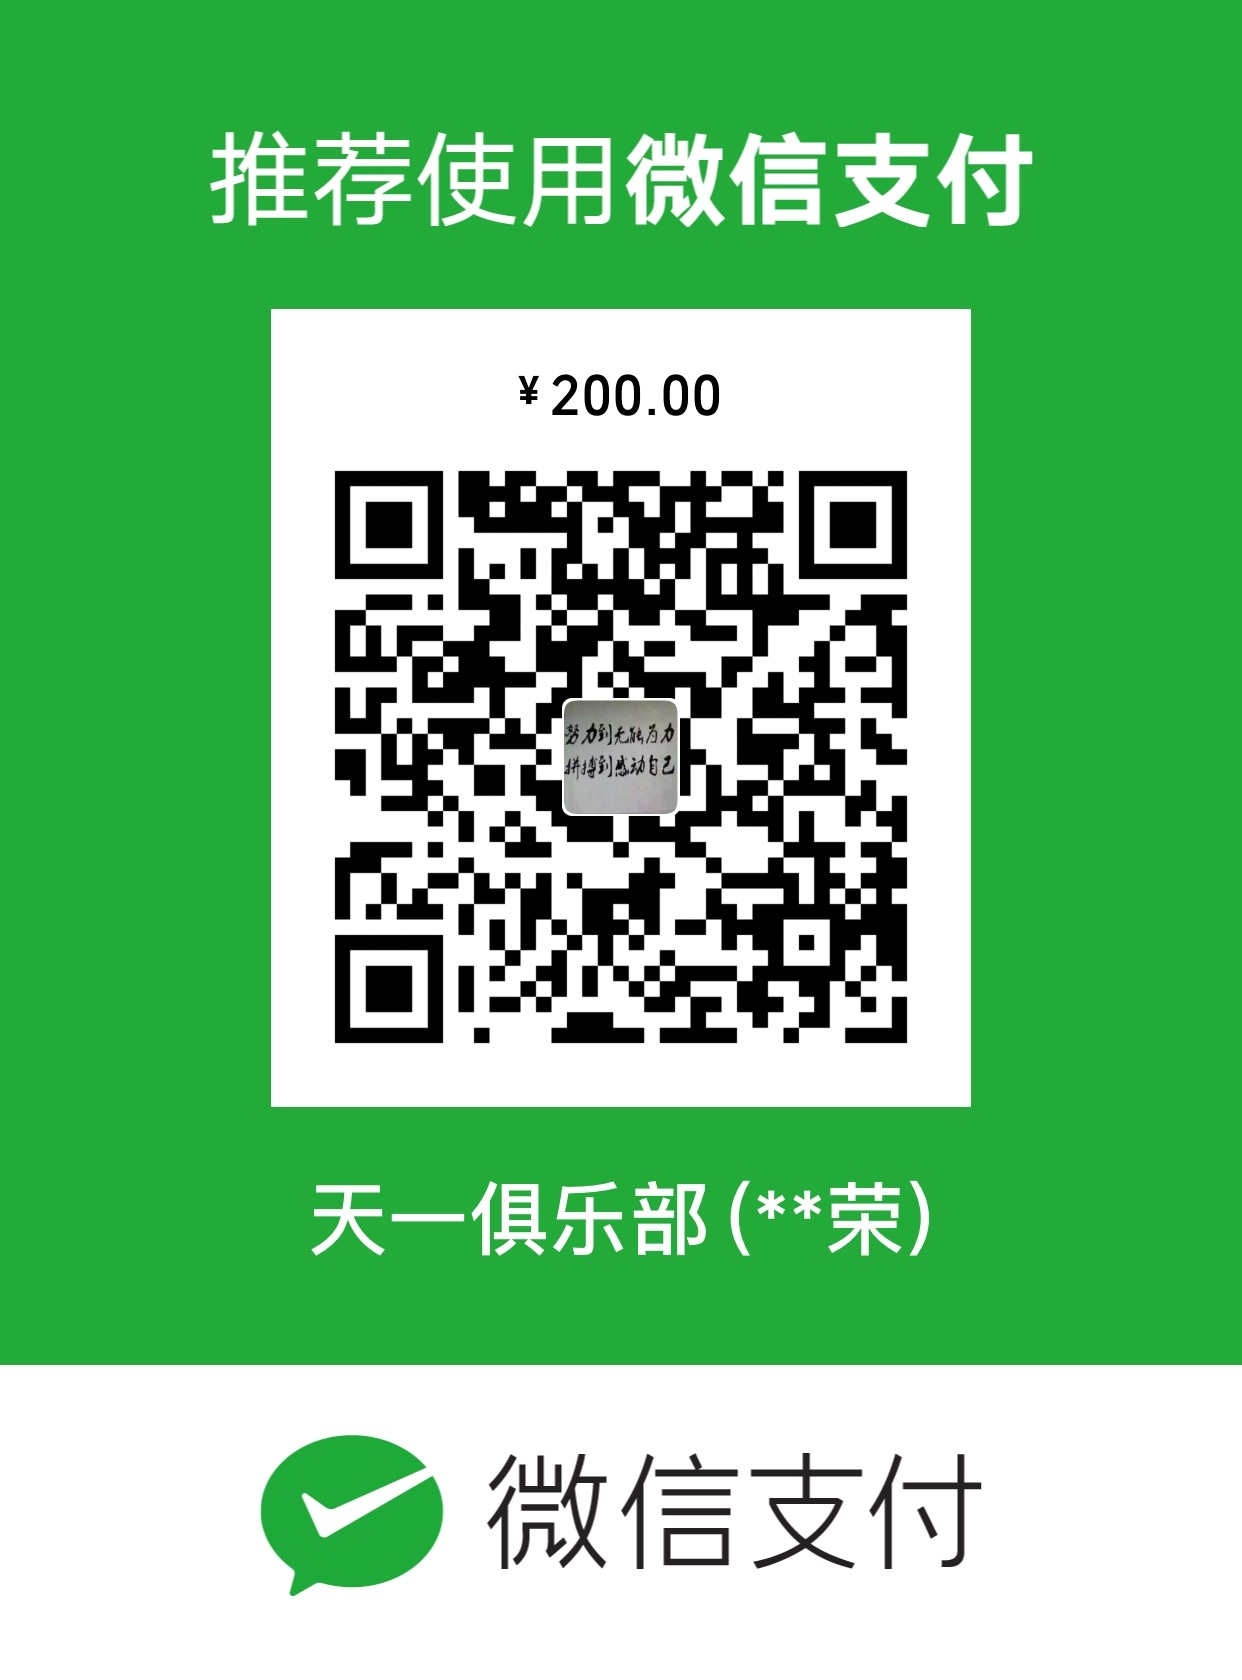 推荐使用微信支付
¥200.00
努力到无能为力
拼搏到感动自己
天一俱乐部(**荣)
微信支付